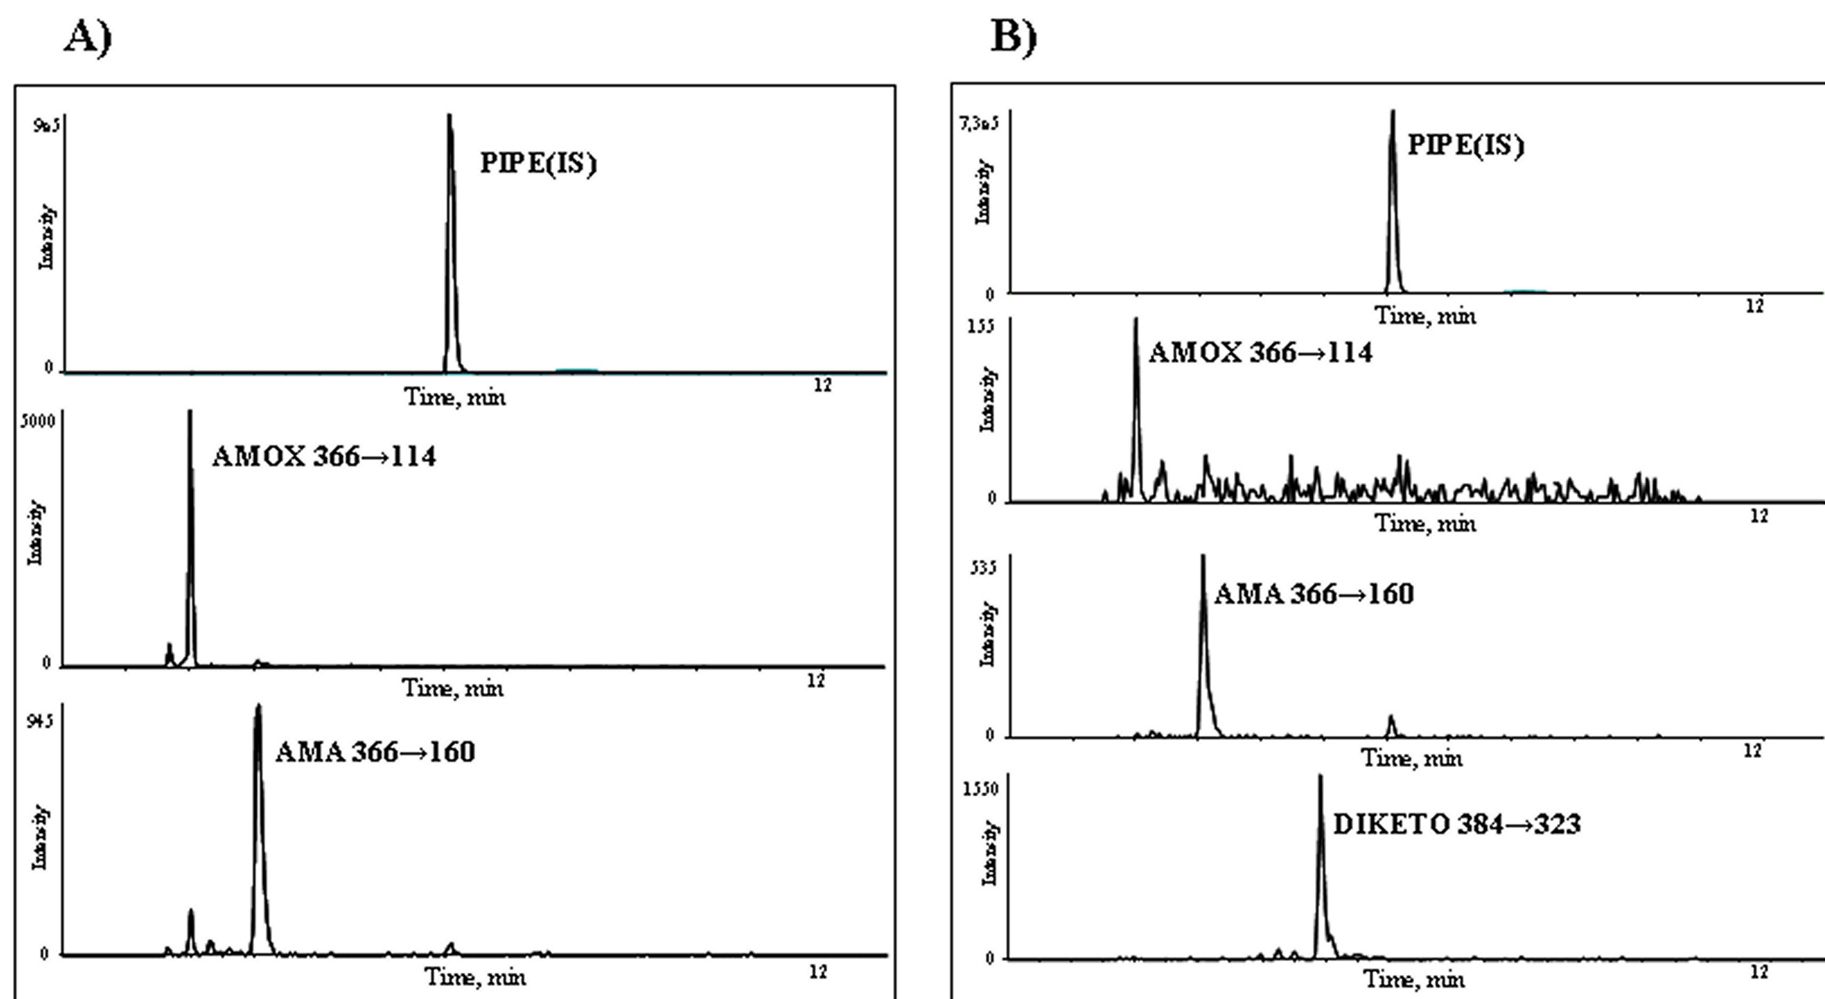 A)
9e5
Intensity
PIPE(IS)
0
12
Time, min
5000
Intensity
AMOX 366→114
0
12
Time, min
945
Intensity
AMA 366→160
0
12
Time, min
B)
7,3e5
Intensity
PIPE(IS)
0
12
Time, min
155
Intensity
AMOX 366→114
0
12
Time, min
535
Intensity
AMA 366→160
0
12
Time, min
1550
Intensity
DIKETO 384→323
0
12
Time, min